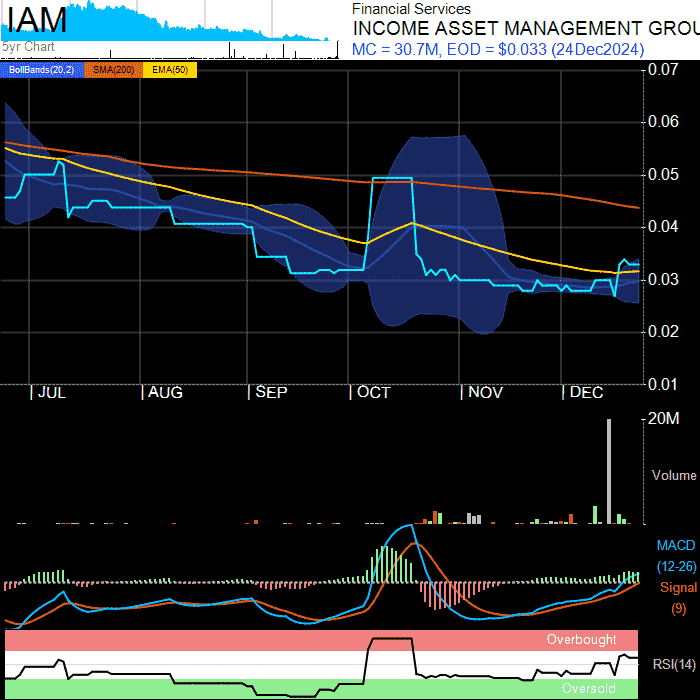 IAM
5yr Chart
Financial Services
INCOME ASSET MANAGEMENT GROU
MC = 30.7M, EOD = $0.033 (24Dec2024)
BollBands(20,2) SMA(200) EMA(50)
0.07
0.06
0.05
0.04
0.03
0.02
0.01
JUL AUG SEP OCT NOV DEC
20M
Volume
MACD
(12-26)
Signal
(9)
Overbought
RSI(14)
Oversold